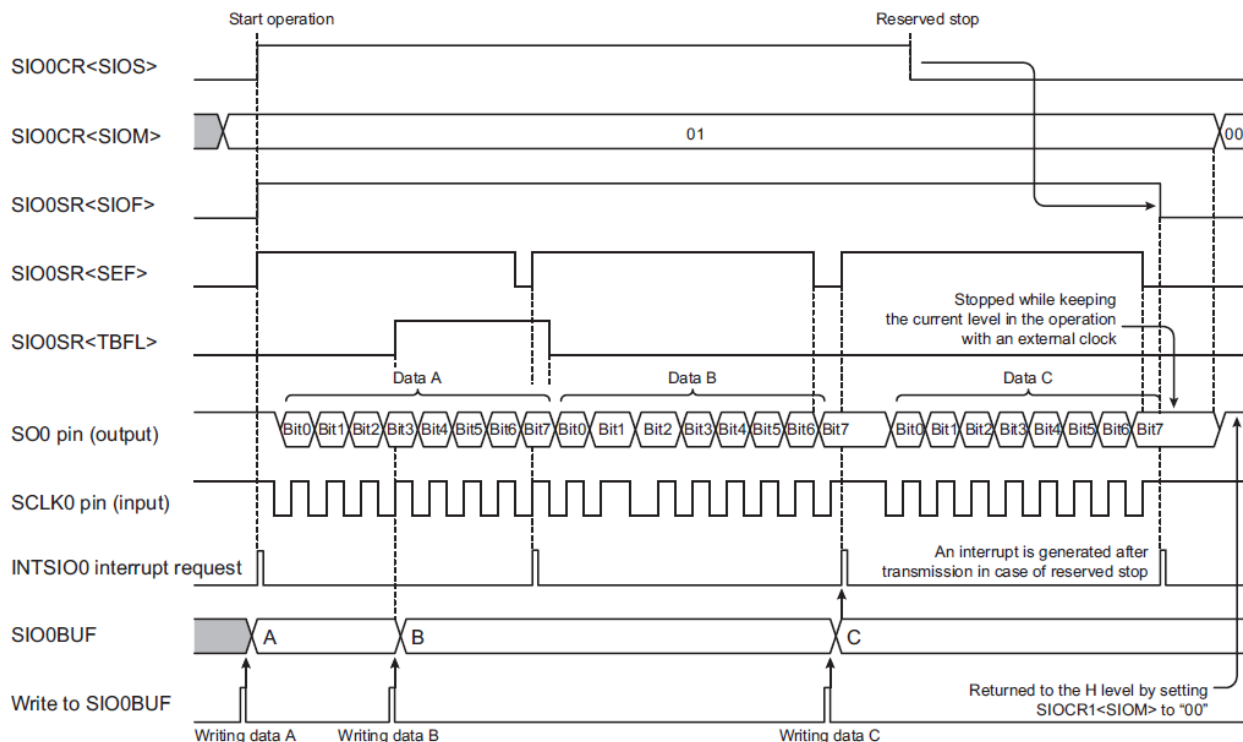 Start operation
Reserved stop
SIO0CR<SIOS>
SIO0CR<SIOM>
01
00
SIO0SR<SIOF>
SIO0SR<SEF>
Stopped while keeping
the current level in the operation
with an external clock
SIO0SR<TBFL>
Data A
Data B
Data C
SO0 pin (output)
Bit0 Bit1 Bit2 Bit3 Bit4 Bit5 Bit6 Bit7 Bit0 Bit1 Bit2 Bit3 Bit4 Bit5 Bit6 Bit7 Bit0 Bit1 Bit2 Bit3 Bit4 Bit5 Bit6 Bit7
SCLK0 pin (input)
INTSIO0 interrupt request
An interrupt is generated after
transmission in case of reserved stop
SIO0BUF
A
B
C
Write to SIO0BUF
Returned to the H level by setting
SIOCR1<SIOM> to “00”
Writing data A
Writing data B
Writing data C